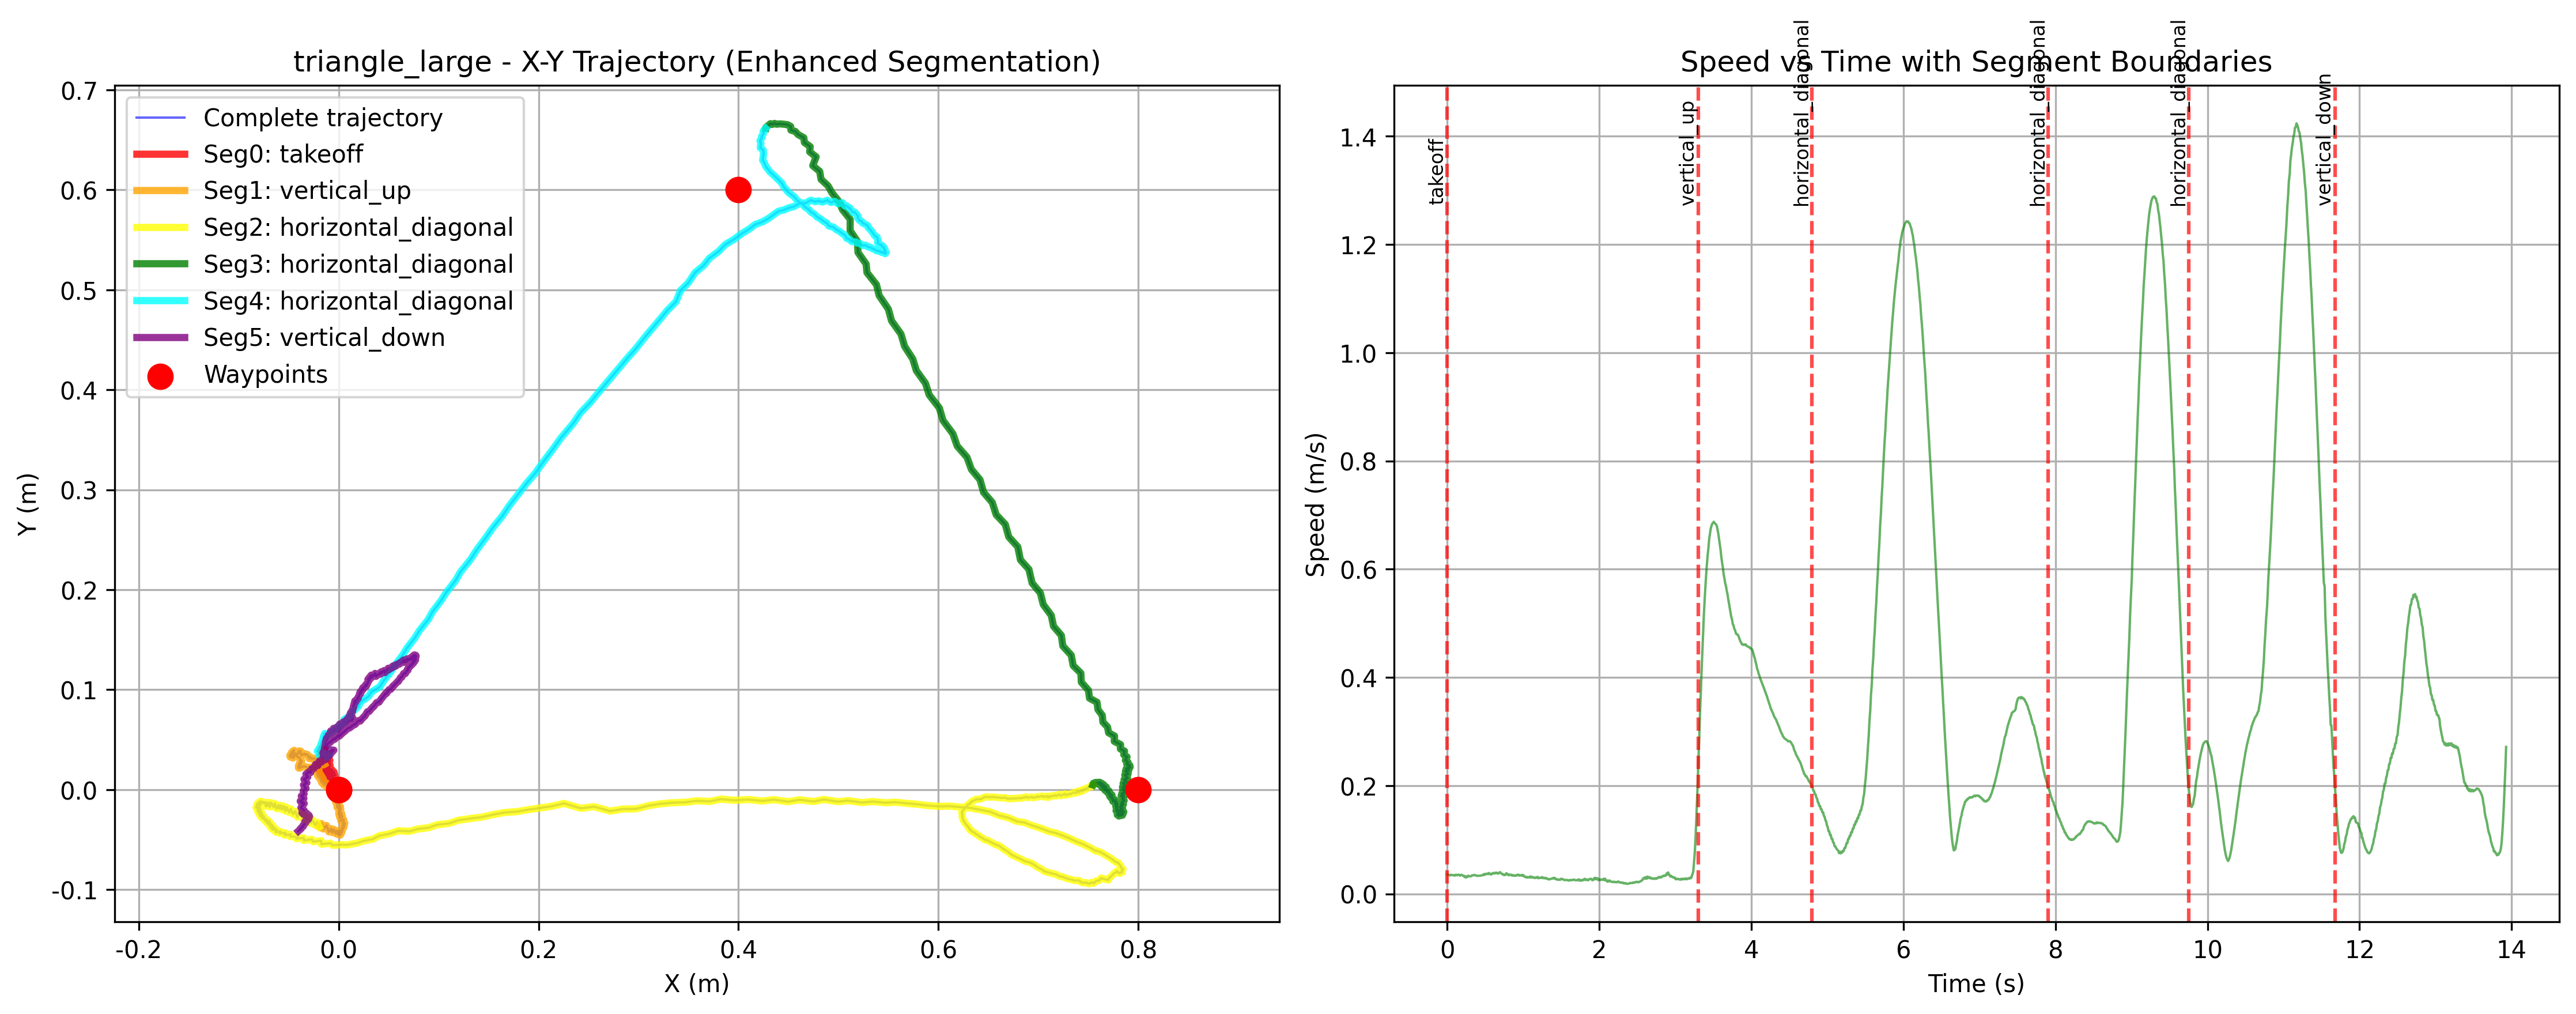 triangle_large - X-Y Trajectory (Enhanced Segmentation)
Complete trajectory
Seg0: takeoff
Seg1: vertical_up
Seg2: horizontal_diagonal
Seg3: horizontal_diagonal
Seg4: horizontal_diagonal
Seg5: vertical_down
Waypoints
0.7
0.6
0.5
0.4
0.3
0.2
0.1
0.0
-0.1
Y (m)
-0.2
0.0
0.2
0.4
0.6
0.8
X (m)
Speed vs Time with Segment Boundaries
takeoff
vertical_up
horizontal_diagonal
horizontal_diagonal
horizontal_diagonal
vertical_down
1.4
1.2
1.0
0.8
0.6
0.4
0.2
0.0
Speed (m/s)
0
2
4
6
8
10
12
14
Time (s)